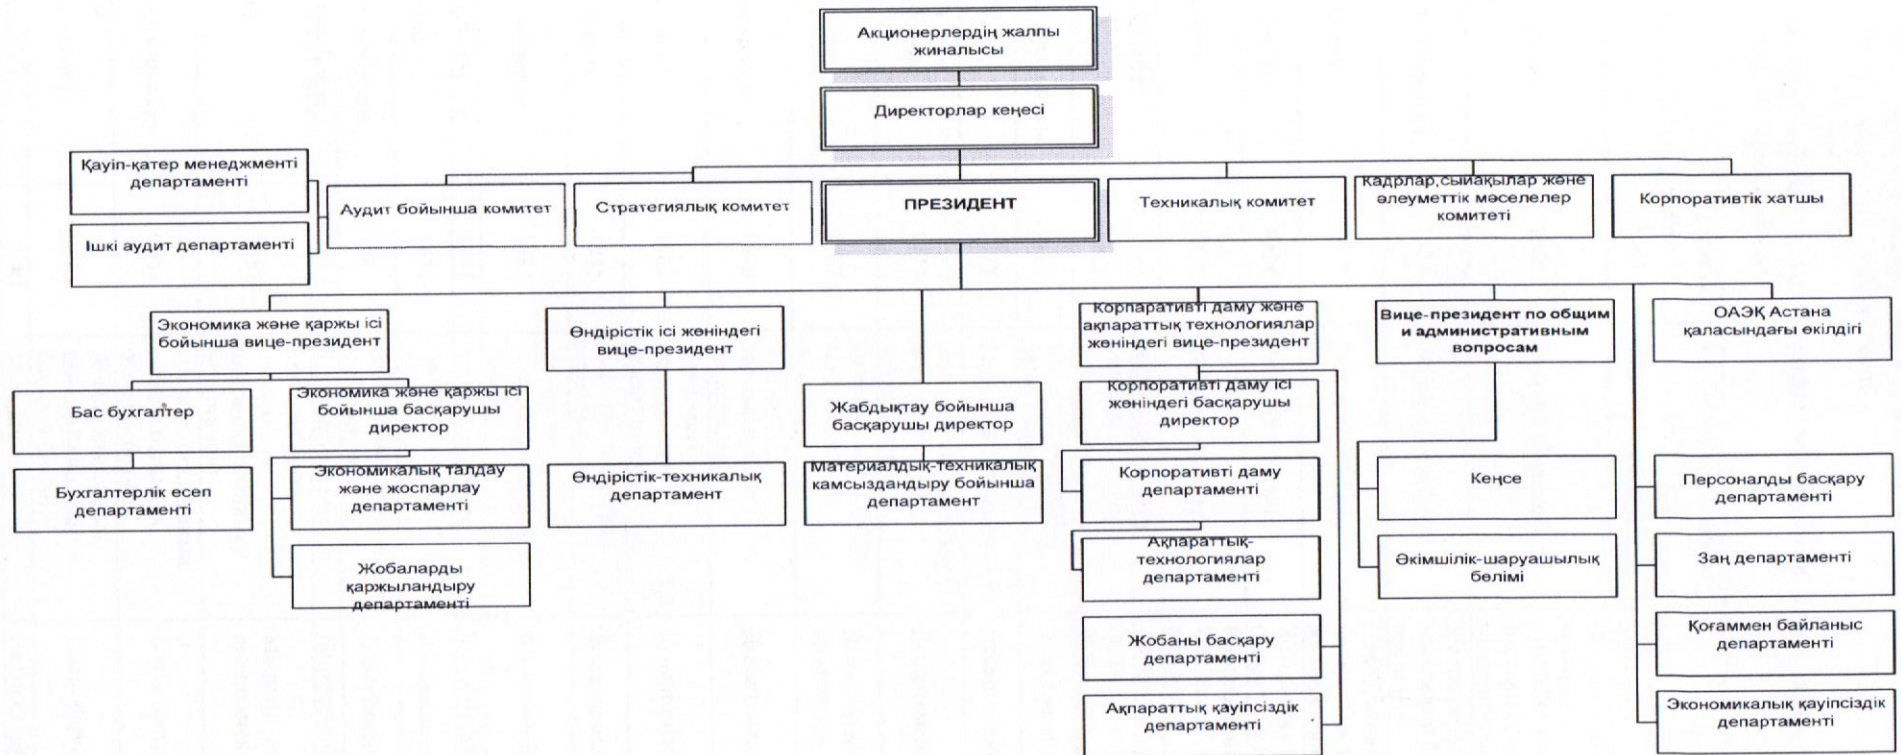 Акционерлердің жалпы
жиналысы
Директорлар кеңесі
Қауіп-қатер менеджменті
департаменті
Ішкі аудит департаменті
Аудит бойынша комитет
Стратегиялық комитет
ПРЕЗИДЕНТ
Техникалық комитет
Кадрлар,сыйақылар және
әлеуметтік мәселелер
комитеті
Корпоративтік хатшы
Экономика және қаржы ісі
бойынша вице-президент
Өндірістік ісі жөніндегі
вице-президент
Корпаративті даму және
ақпараттық технологиялар
жөніндегі вице-президент
Вице-президент по общим
и административным
вопросам
ОАЭҚ Астана
қаласындағы өкілдігі
Бас бухгалтер
Экономика және қаржы ісі
бойынша басқарушы
директор
Жабдықтау бойынша
басқарушы директор
Корпоративті даму ісі
жөніндегі басқарушы
директор
Бухгалтерлік есеп
департаменті
Экономикалық талдау
және жоспарлау
департаменті
Өндірістік-техникалық
департамент
Материалдық-техникалық
камсыздандыру бойынша
департамент
Корпоративті даму
департаменті
Кеңсе
Персоналды басқару
департаменті
Жобаларды
қаржыландыру
департаменті
Ақпараттық-
технологиялар
департаменті
Әкімшілік-шаруашылық
бөлімі
Заң департаменті
Жобаны басқару
департаменті
Қоғаммен байланыс
департаменті
Ақпараттық қауіпсіздік
департаменті
Экономикалық қауіпсіздік
департаменті